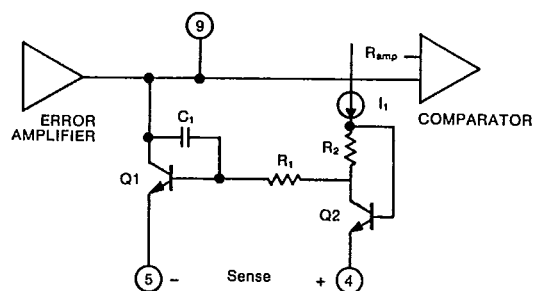 9
Ramp
ERROR
AMPLIFIER
C1
I1
COMPARATOR
R2
R1
Q1
Q2
5 - Sense + 4